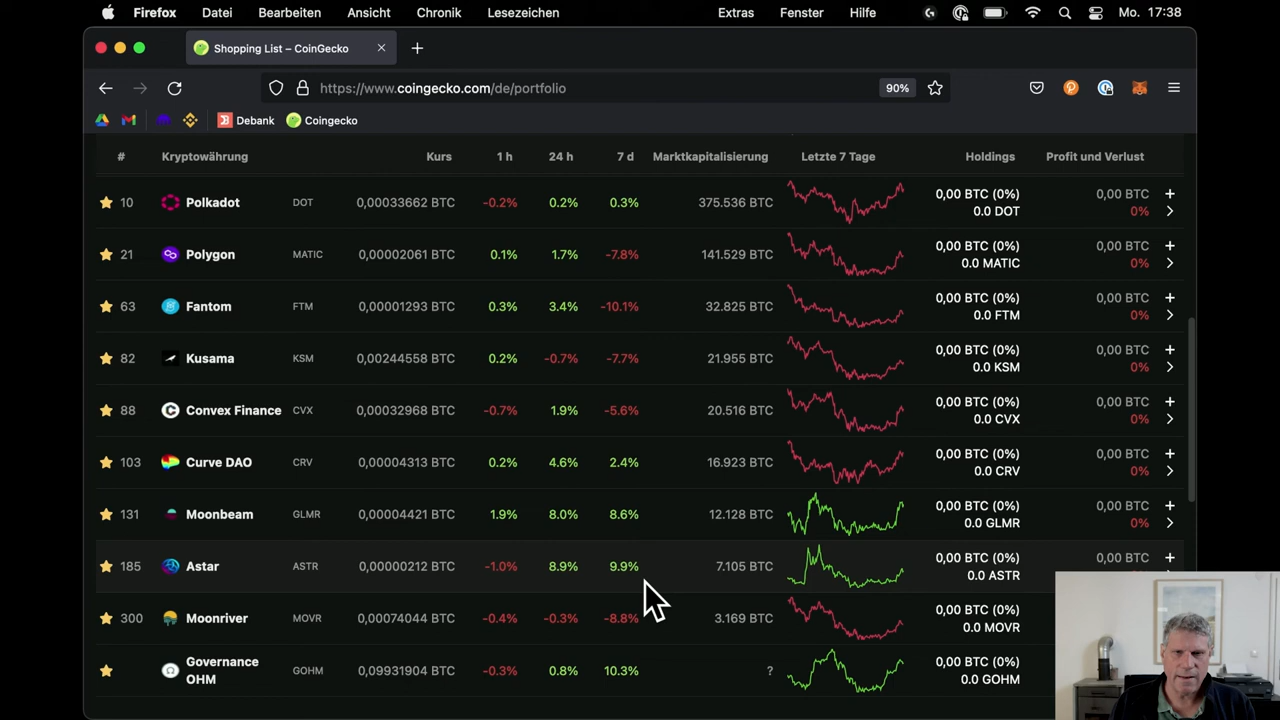 Firefox Datei Bearbeiten Ansicht Chronik Lesezeichen Extras Fenster Hilfe Mo. 17:38
Shopping List – CoinGecko
https://www.coingecko.com/de/portfolio 90%
Debank Coingecko
# Kryptowährung Kurs 1 h 24 h 7 d Marktkapitalisierung Letzte 7 Tage Holdings Profit und Verlust
10 Polkadot DOT 0,00033662 BTC -0.2% 0.2% 0.3% 375.536 BTC 0,00 BTC (0%) 0,00 BTC
0.0 DOT 0%
21 Polygon MATIC 0,00002061 BTC 0.1% 1.7% -7.8% 141.529 BTC 0,00 BTC (0%) 0,00 BTC
0.0 MATIC 0%
63 Fantom FTM 0,00001293 BTC 0.3% 3.4% -10.1% 32.825 BTC 0,00 BTC (0%) 0,00 BTC
0.0 FTM 0%
82 Kusama KSM 0,00244558 BTC 0.2% -0.7% -7.7% 21.955 BTC 0,00 BTC (0%) 0,00 BTC
0.0 KSM 0%
88 Convex Finance CVX 0,00032968 BTC -0.7% 1.9% -5.6% 20.516 BTC 0,00 BTC (0%) 0,00 BTC
0.0 CVX 0%
103 Curve DAO CRV 0,00004313 BTC 0.2% 4.6% 2.4% 16.923 BTC 0,00 BTC (0%) 0,00 BTC
0.0 CRV 0%
131 Moonbeam GLMR 0,00004421 BTC 1.9% 8.0% 8.6% 12.128 BTC 0,00 BTC (0%) 0,00 BTC
0.0 GLMR 0%
185 Astar ASTR 0,00000212 BTC -1.0% 8.9% 9.9% 7.105 BTC 0,00 BTC (0%) 0,00 BTC
0.0 ASTR
300 Moonriver MOVR 0,00074044 BTC -0.4% -0.3% -8.8% 3.169 BTC 0,00 BTC (0%)
0.0 MOVR
Governance OHM GOHM 0,09931904 BTC -0.3% 0.8% 10.3% ? 0,00 BTC (0%)
0.0 GOHM